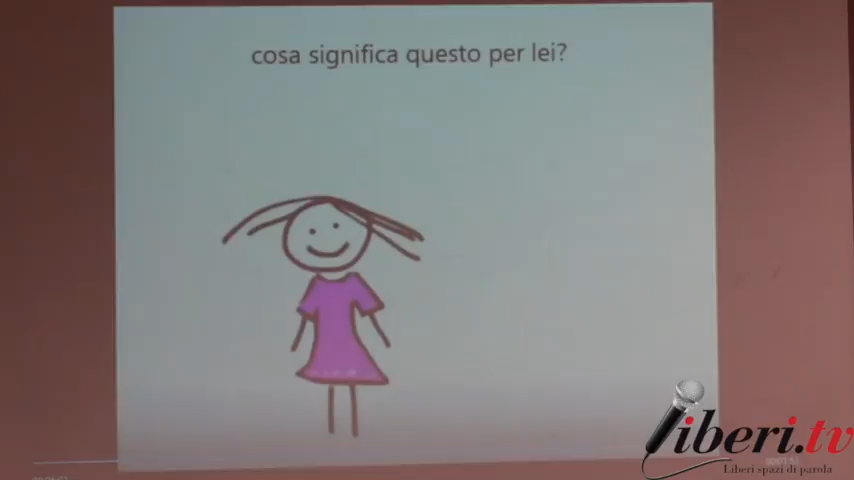 cosa significa questo per lei?
liberi.tv
Liberi spazi di parola